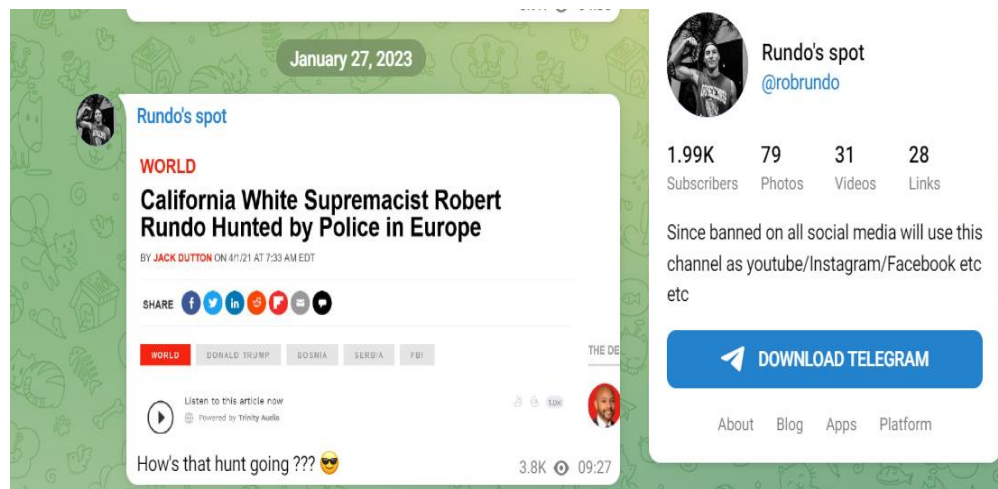 January 27, 2023
Rundo's spot
WORLD
California White Supremacist Robert
Rundo Hunted by Police in Europe
BY JACK DUTTON ON 4/1/21 AT 7:33 AM EDT
SHARE
WORLD DONALD TRUMP BOSNIA SERBIA FBI
THE DE
Listen to this article now
Powered by Trinity Audio
1.0x
How's that hunt going ???
3.8K 09:27
Rundo's spot
@robrundo
1.99K 79 31 28
Subscribers Photos Videos Links
Since banned on all social media will use this
channel as youtube/Instagram/Facebook etc
etc
DOWNLOAD TELEGRAM
About Blog Apps Platform